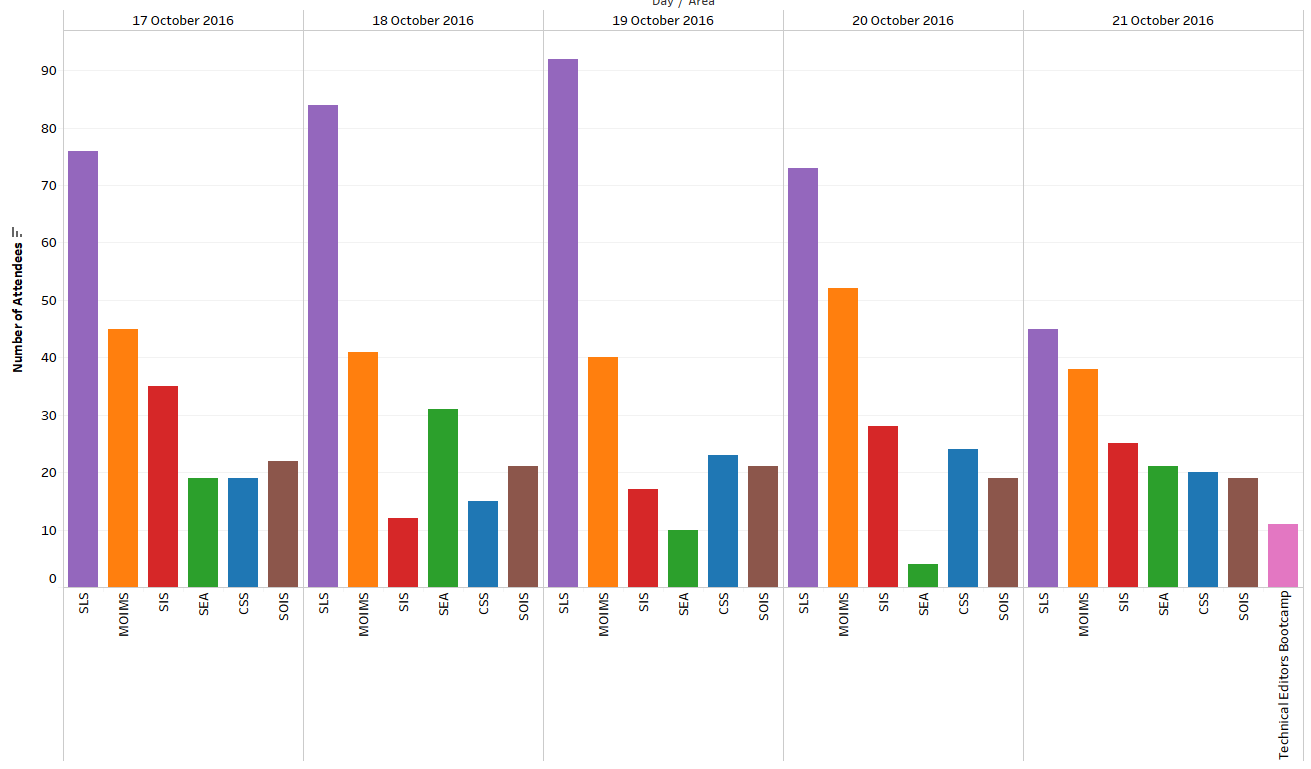 Day / Area
17 October 2016 18 October 2016 19 October 2016 20 October 2016 21 October 2016
Number of Attendees
90
80
70
60
50
40
30
20
10
0
SLS MOIMS SIS SEA CSS SOIS SLS MOIMS SIS SEA CSS SOIS SLS MOIMS SIS SEA CSS SOIS SLS MOIMS SIS SEA CSS SOIS SLS MOIMS SIS SEA CSS SOIS Technical Editors Bootcamp